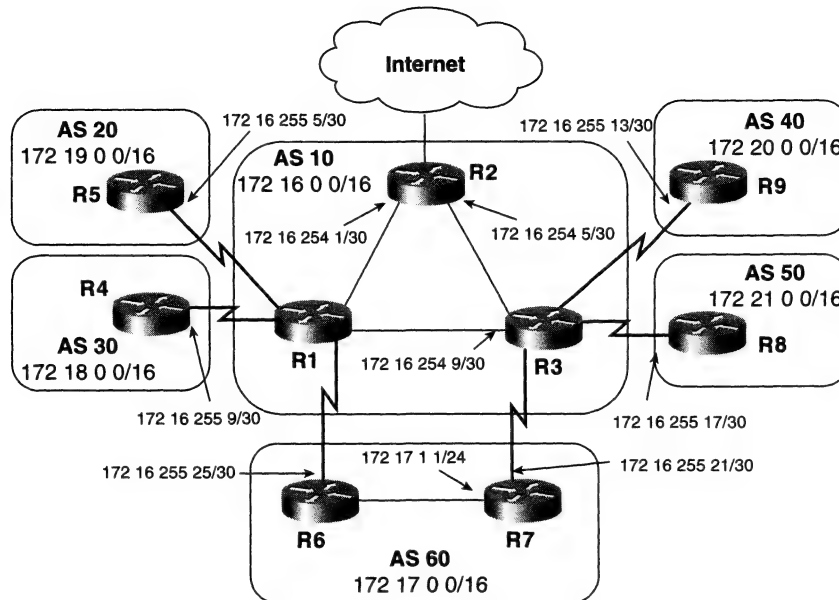 Internet
AS 20
172 19 0 0/16
R5
172 16 255 5/30
AS 10
172 16 0 0/16
R2
172 16 255 13/30
AS 40
172 20 0 0/16
R9
172 16 254 1/30
172 16 254 5/30
R4
AS 30
172 18 0 0/16
R1
172 16 254 9/30
R3
AS 50
172 21 0 0/16
R8
172 16 255 9/30
172 16 255 17/30
172 16 255 25/30
172 17 1 1/24
172 16 255 21/30
R6
R7
AS 60
172 17 0 0/16